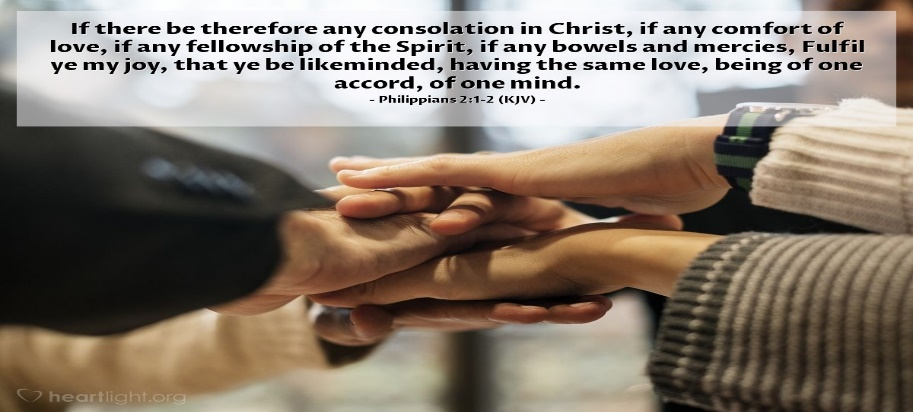 If there be therefore any consolation in Christ, if any comfort of
love, if any fellowship of the Spirit, if any bowels and mercies, Fulfil
ye my joy, that ye be likeminded, having the same love, being of one
accord, of one mind.
- Philippians 2:1-2 (KJV) -
heartlight.org